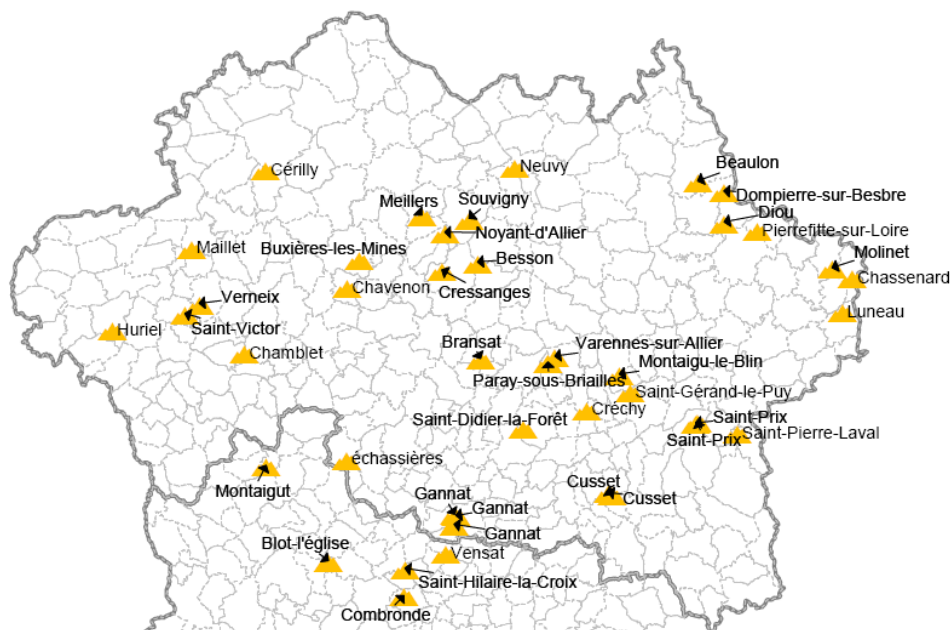 Beaulon
Cérilly
Neuvy
Dompierre-sur-Besbre
Meillers
Souvigny
Diou
Noyant-d'Allier
Pierrefitte-sur-Loire
Maillet
Buxières-les-Mines
Besson
Molinet
Chavenon
Cressanges
Chassenard
Verneix
Huriel
Saint-Victor
Luneau
Chamblet
Bransat
Varennes-sur-Allier
Montaigu-le-Blin
Paray-sous-Briailles
Saint-Gérand-le-Puy
Créchy
Saint-Didier-la-Forêt
Saint-Prix
Saint-Prix
Saint-Pierre-Laval
échassières
Montaigut
Cusset
Cusset
Gannat
Gannat
Gannat
Blot-l'église
Vensat
Saint-Hilaire-la-Croix
Combronde